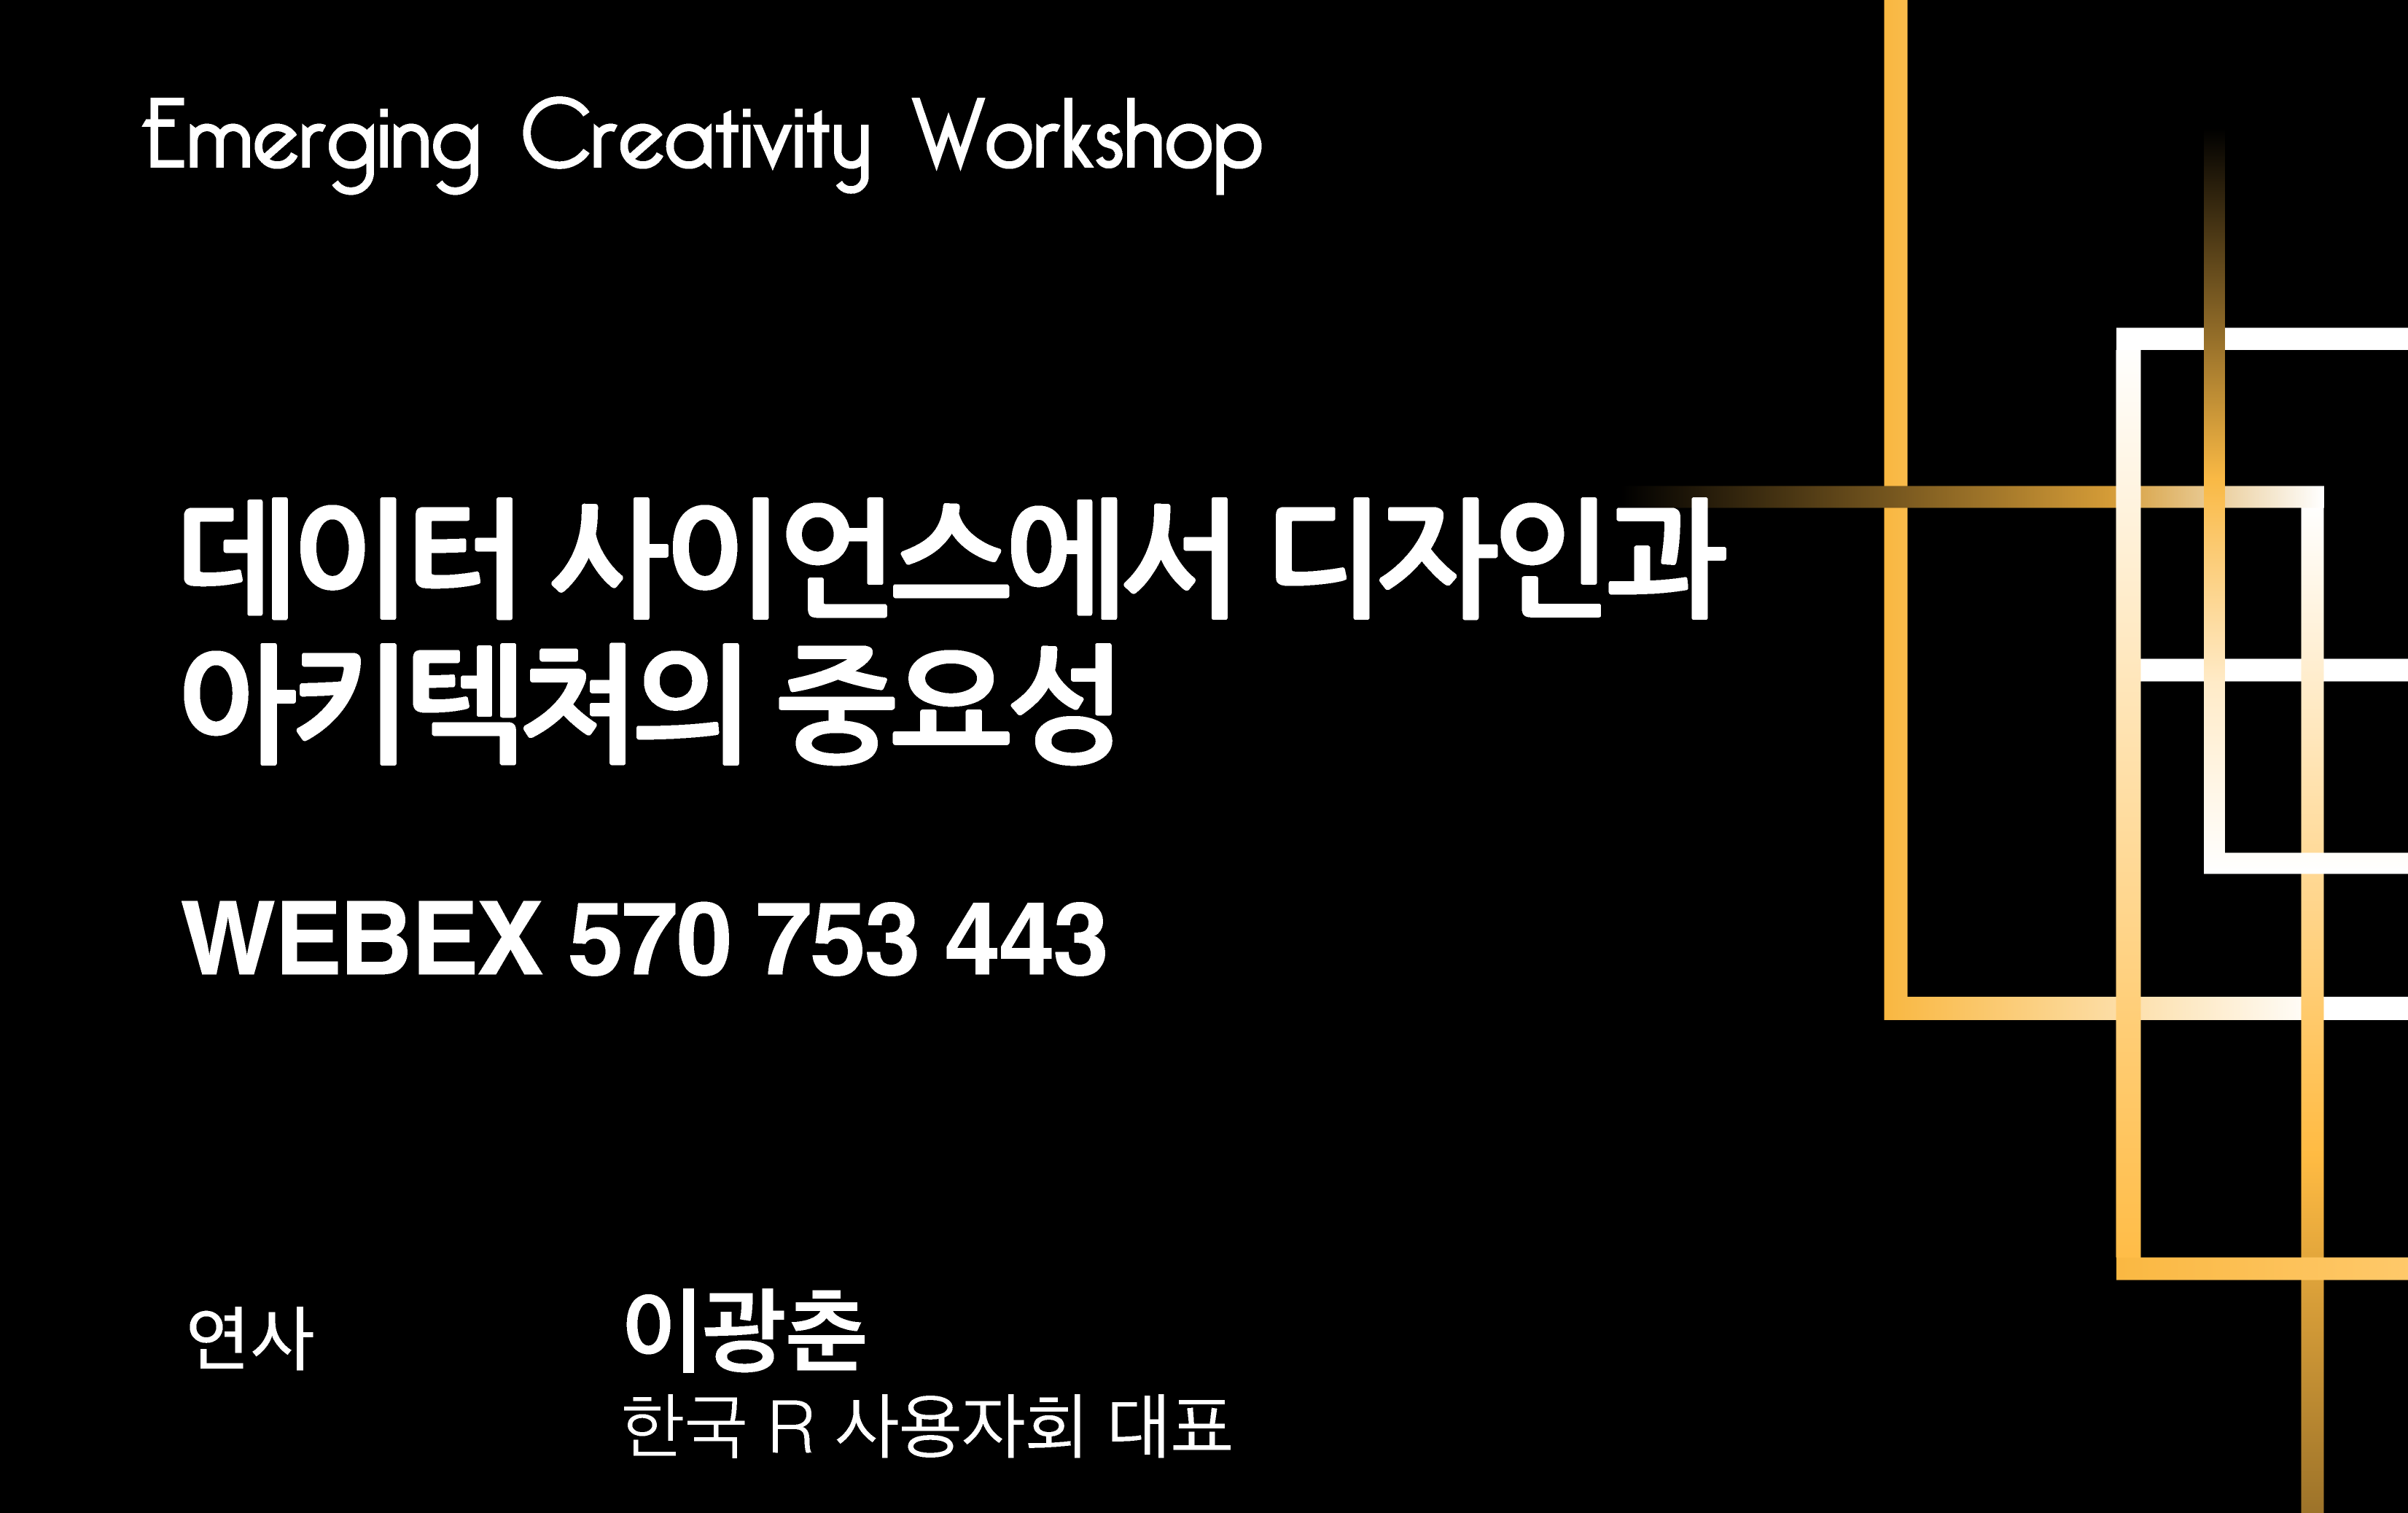 Emerging Creativity Workshop
데이터 사이언스에서 디자인과
아키텍쳐의 중요성
WEBEX 570 753 443
연사 이광춘
한국 R 사용자회 대표